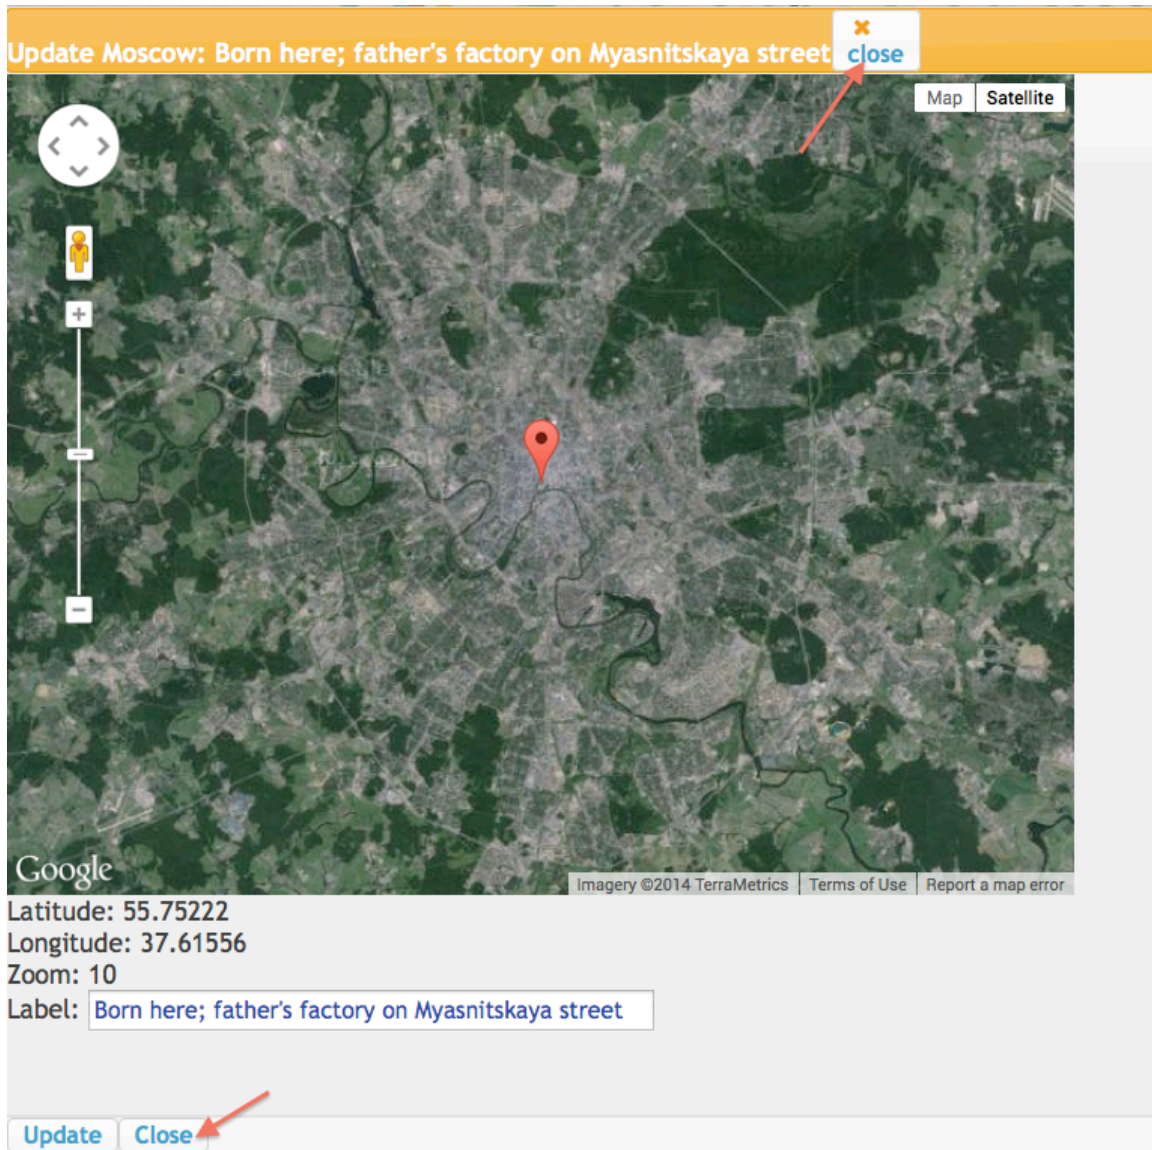 Update Moscow: Born here; father's factory on Myasnitskaya street
close
Map
Satellite
Google
Imagery ©2014 TerraMetrics
Terms of Use
Report a map error
Latitude: 55.75222
Longitude: 37.61556
Zoom: 10
Label: Born here; father's factory on Myasnitskaya street
Update
Close